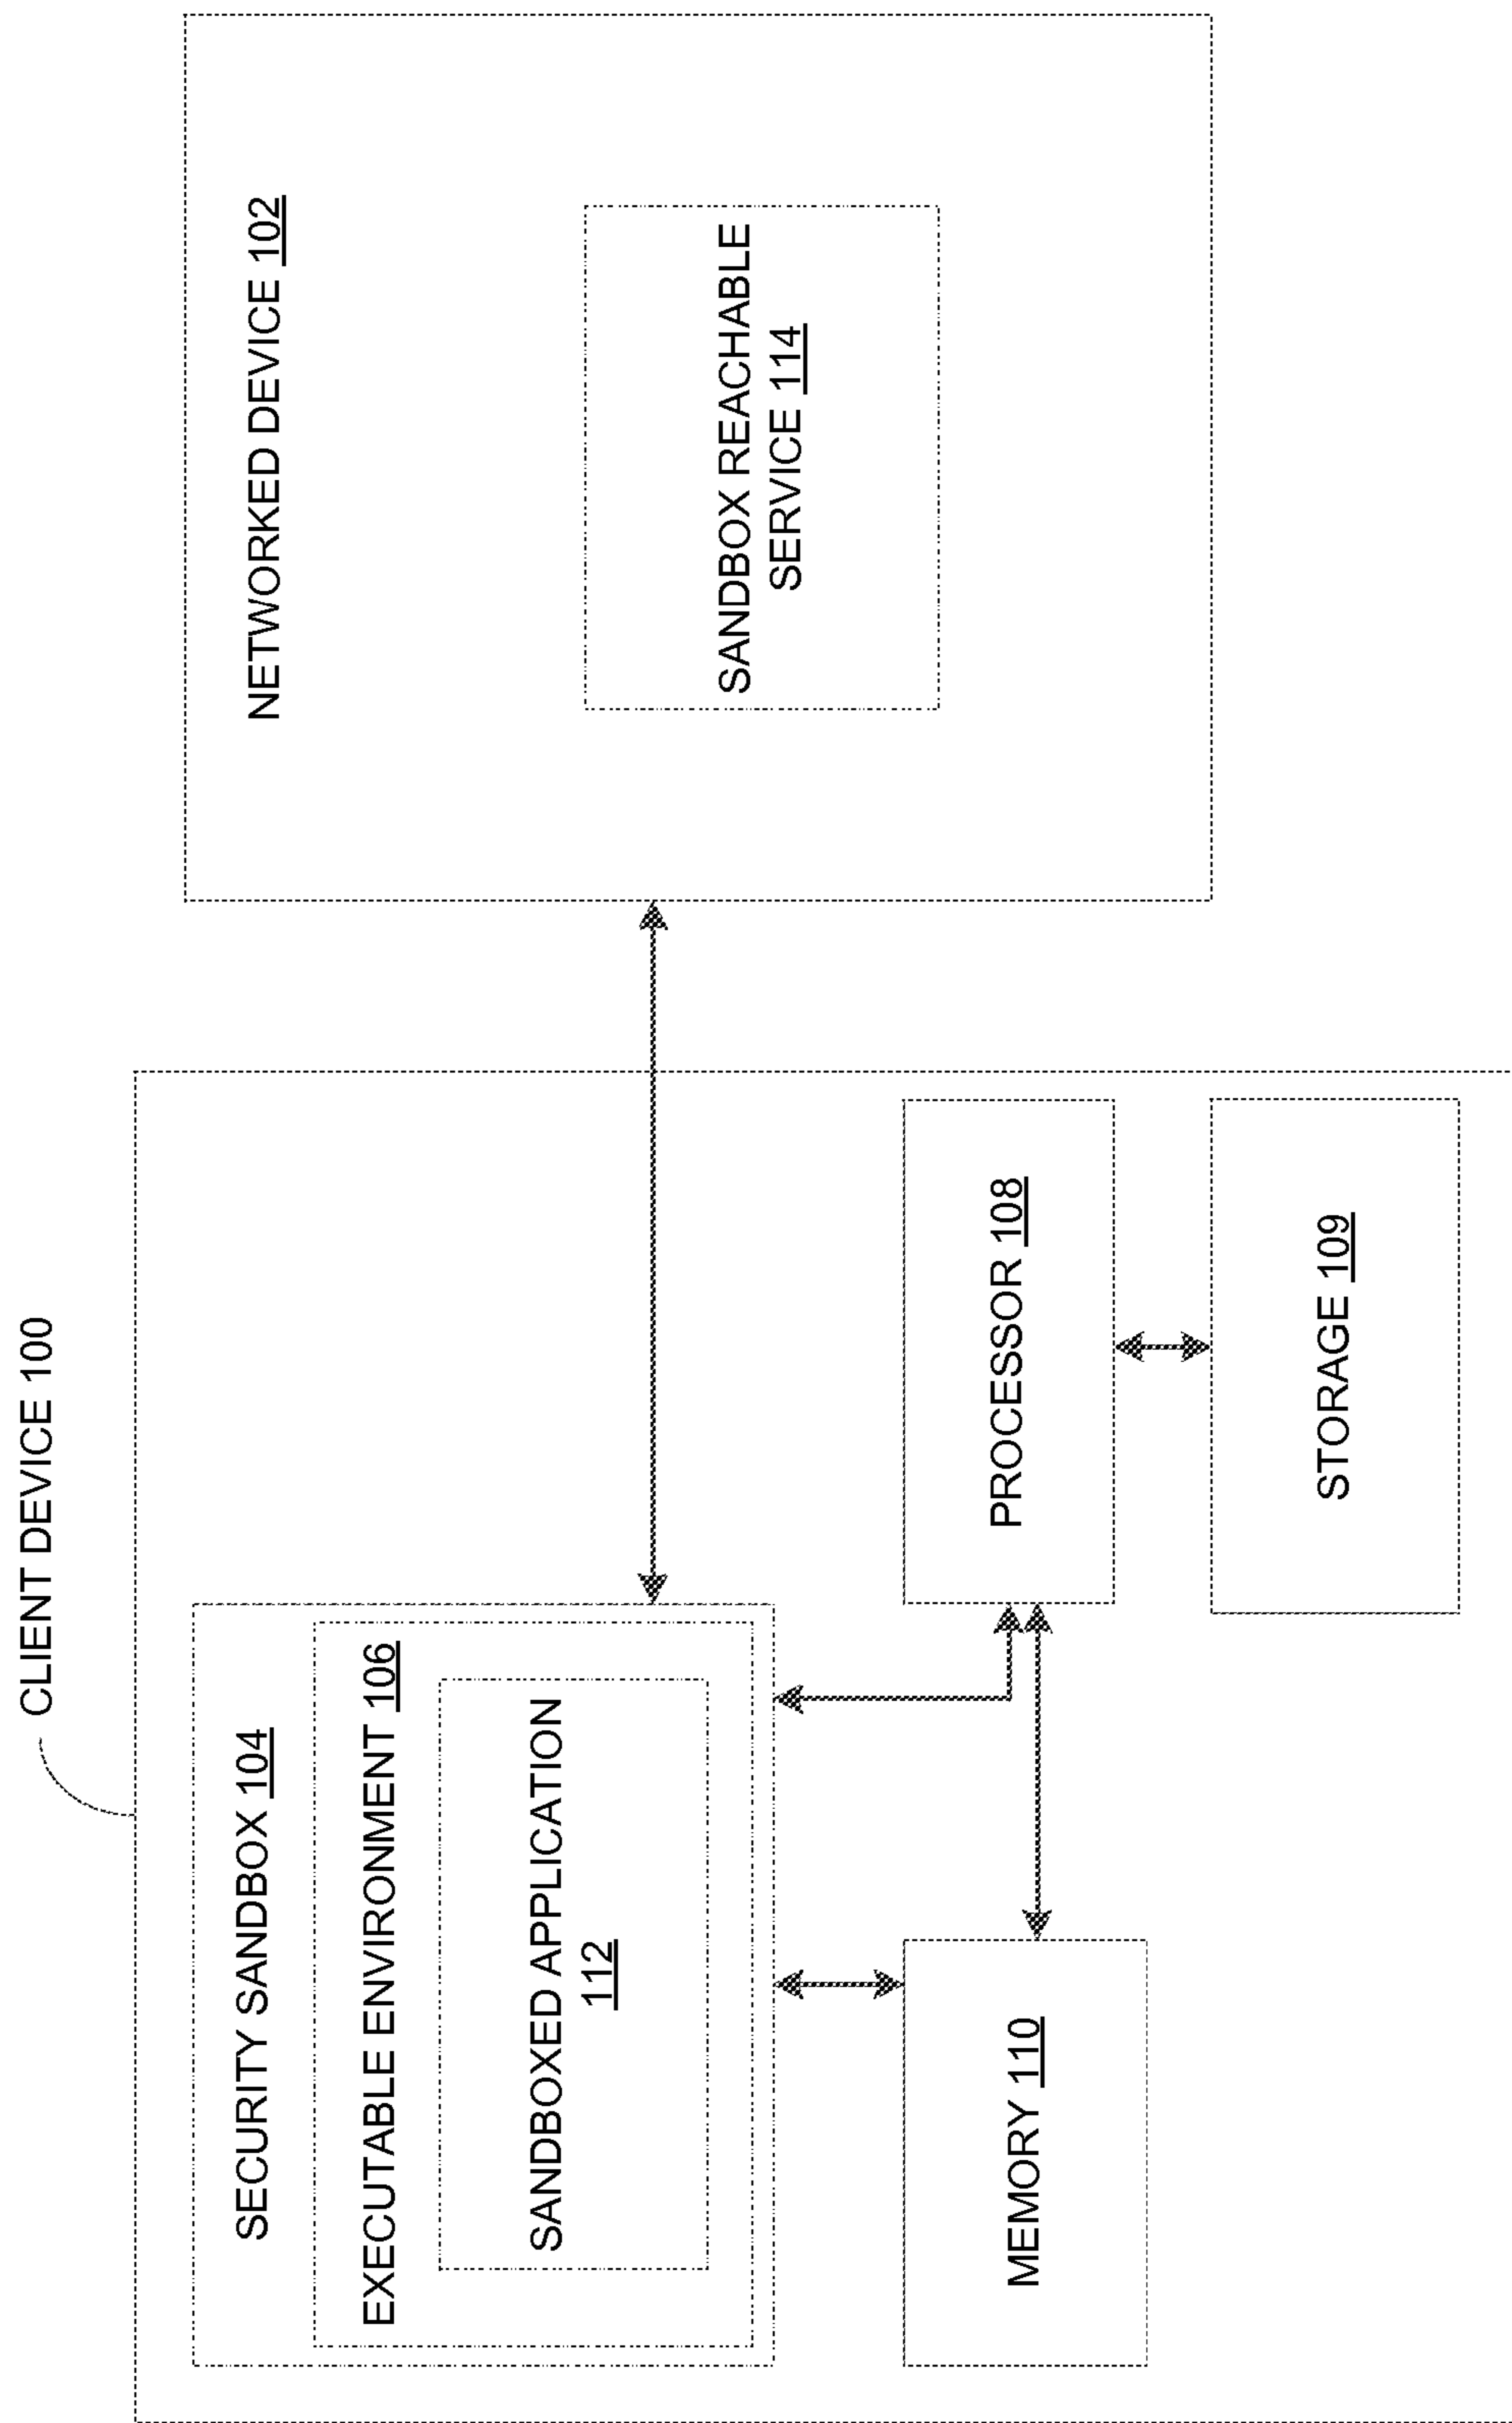 CLIENT DEVICE 100
SECURITY SANDBOX 104
EXECUTABLE ENVIRONMENT 106
SANDBOXED APPLICATION
112
MEMORY 110
PROCESSOR 108
STORAGE 109
NETWORKED DEVICE 102
SANDBOX REACHABLE
SERVICE 114